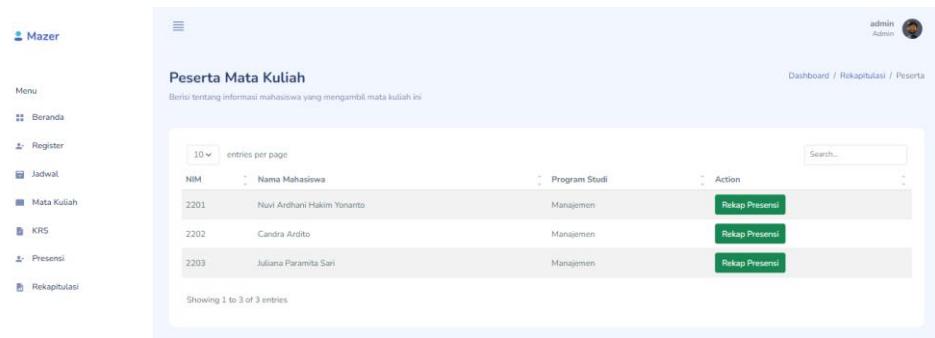 Mazer
Menu
Beranda
Register
Jadwal
Mata Kuliah
KRS
Presensi
Rekapitulasi
admin
Admin
Peserta Mata Kuliah
Berisi tentang informasi mahasiswa yang mengambil mata kuliah ini
Dashboard / Rekapitulasi / Peserta
10 entries per page
Search...
NIM Nama Mahasiswa Program Studi Action
2201 Nuvi Ardhani Hakim Yonanto Manajemen Rekap Presensi
2202 Candra Ardito Manajemen Rekap Presensi
2203 Juliana Paramita Sari Manajemen Rekap Presensi
Showing 1 to 3 of 3 entries